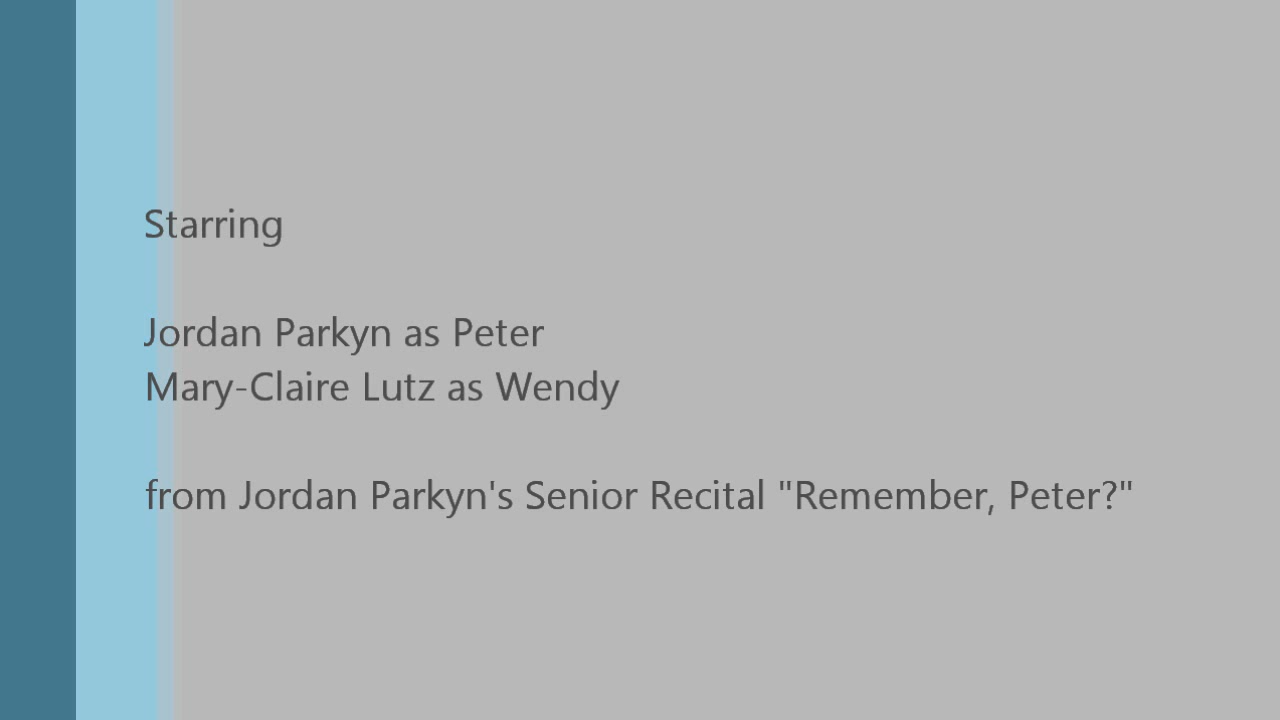 Starring
Jordan Parkyn as Peter
Mary-Claire Lutz as Wendy
from Jordan Parkyn's Senior Recital "Remember, Peter?"